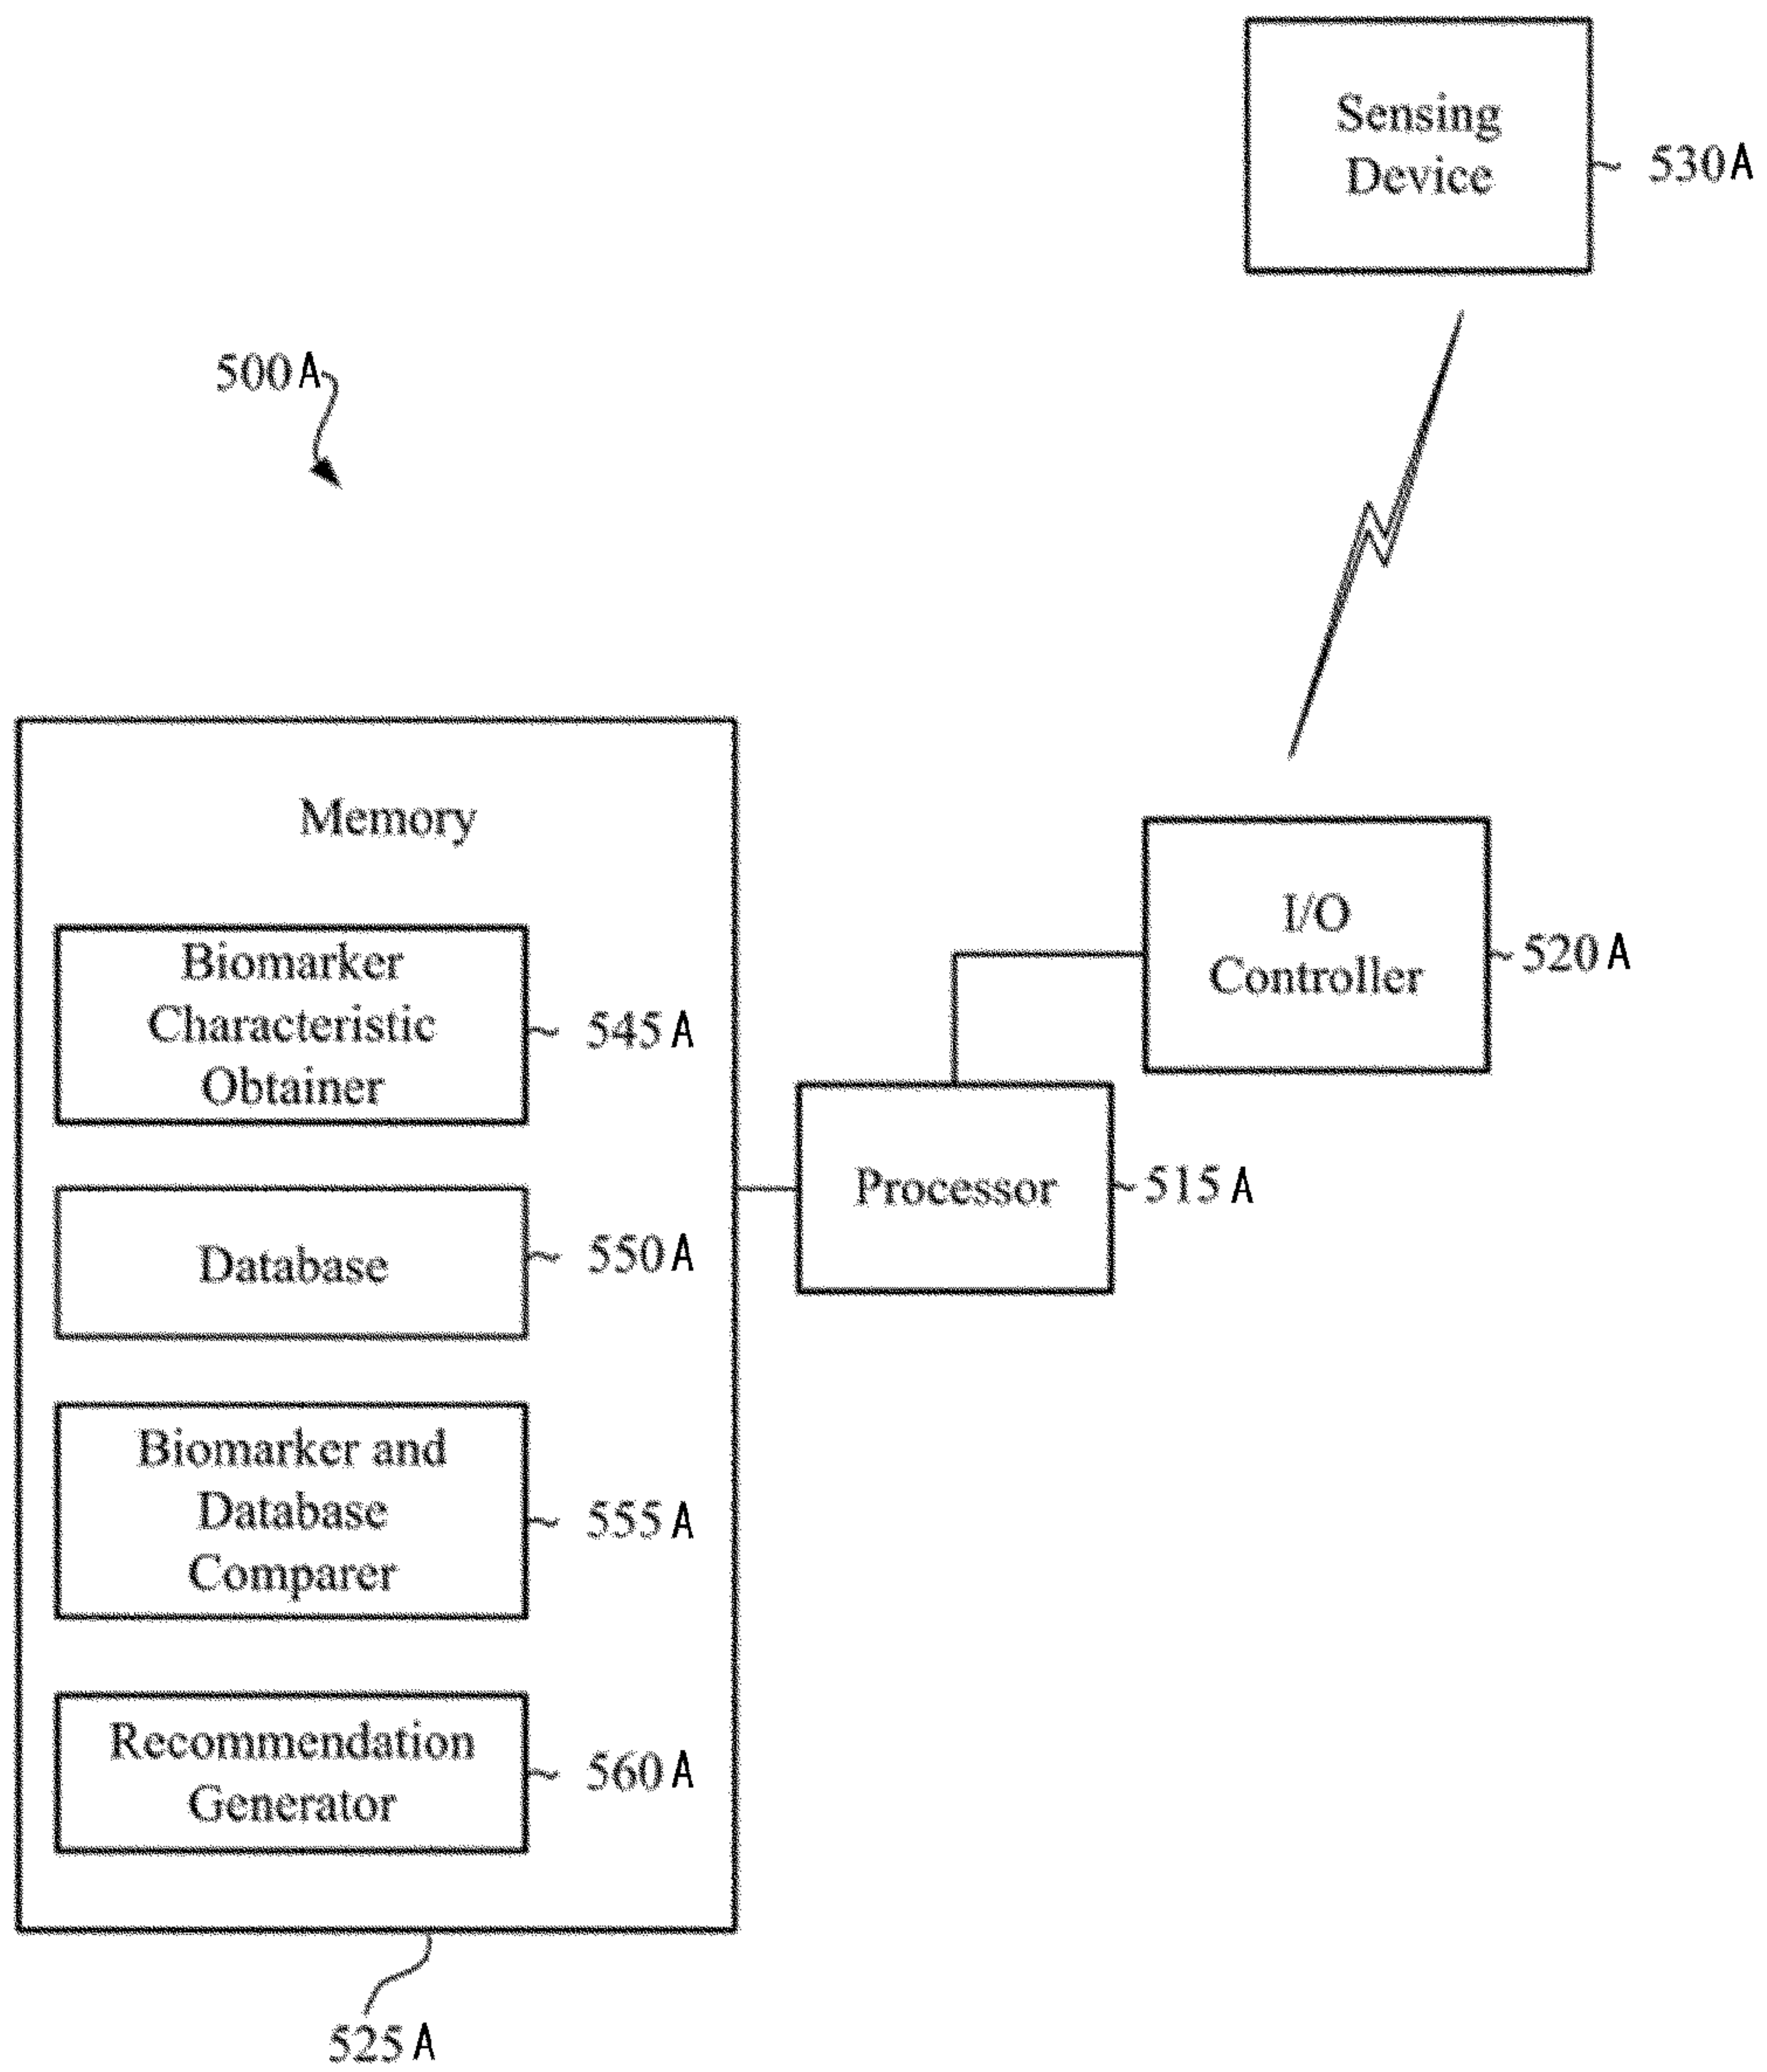 Sensing
Device
530A
500A
Memory
Biomarker
Characteristic
Obtainer
545A
Database
550A
Biomarker and
Database
Comparer
555A
Recommendation
Generator
560A
525A
I/O
Controller
520A
Processor
515A